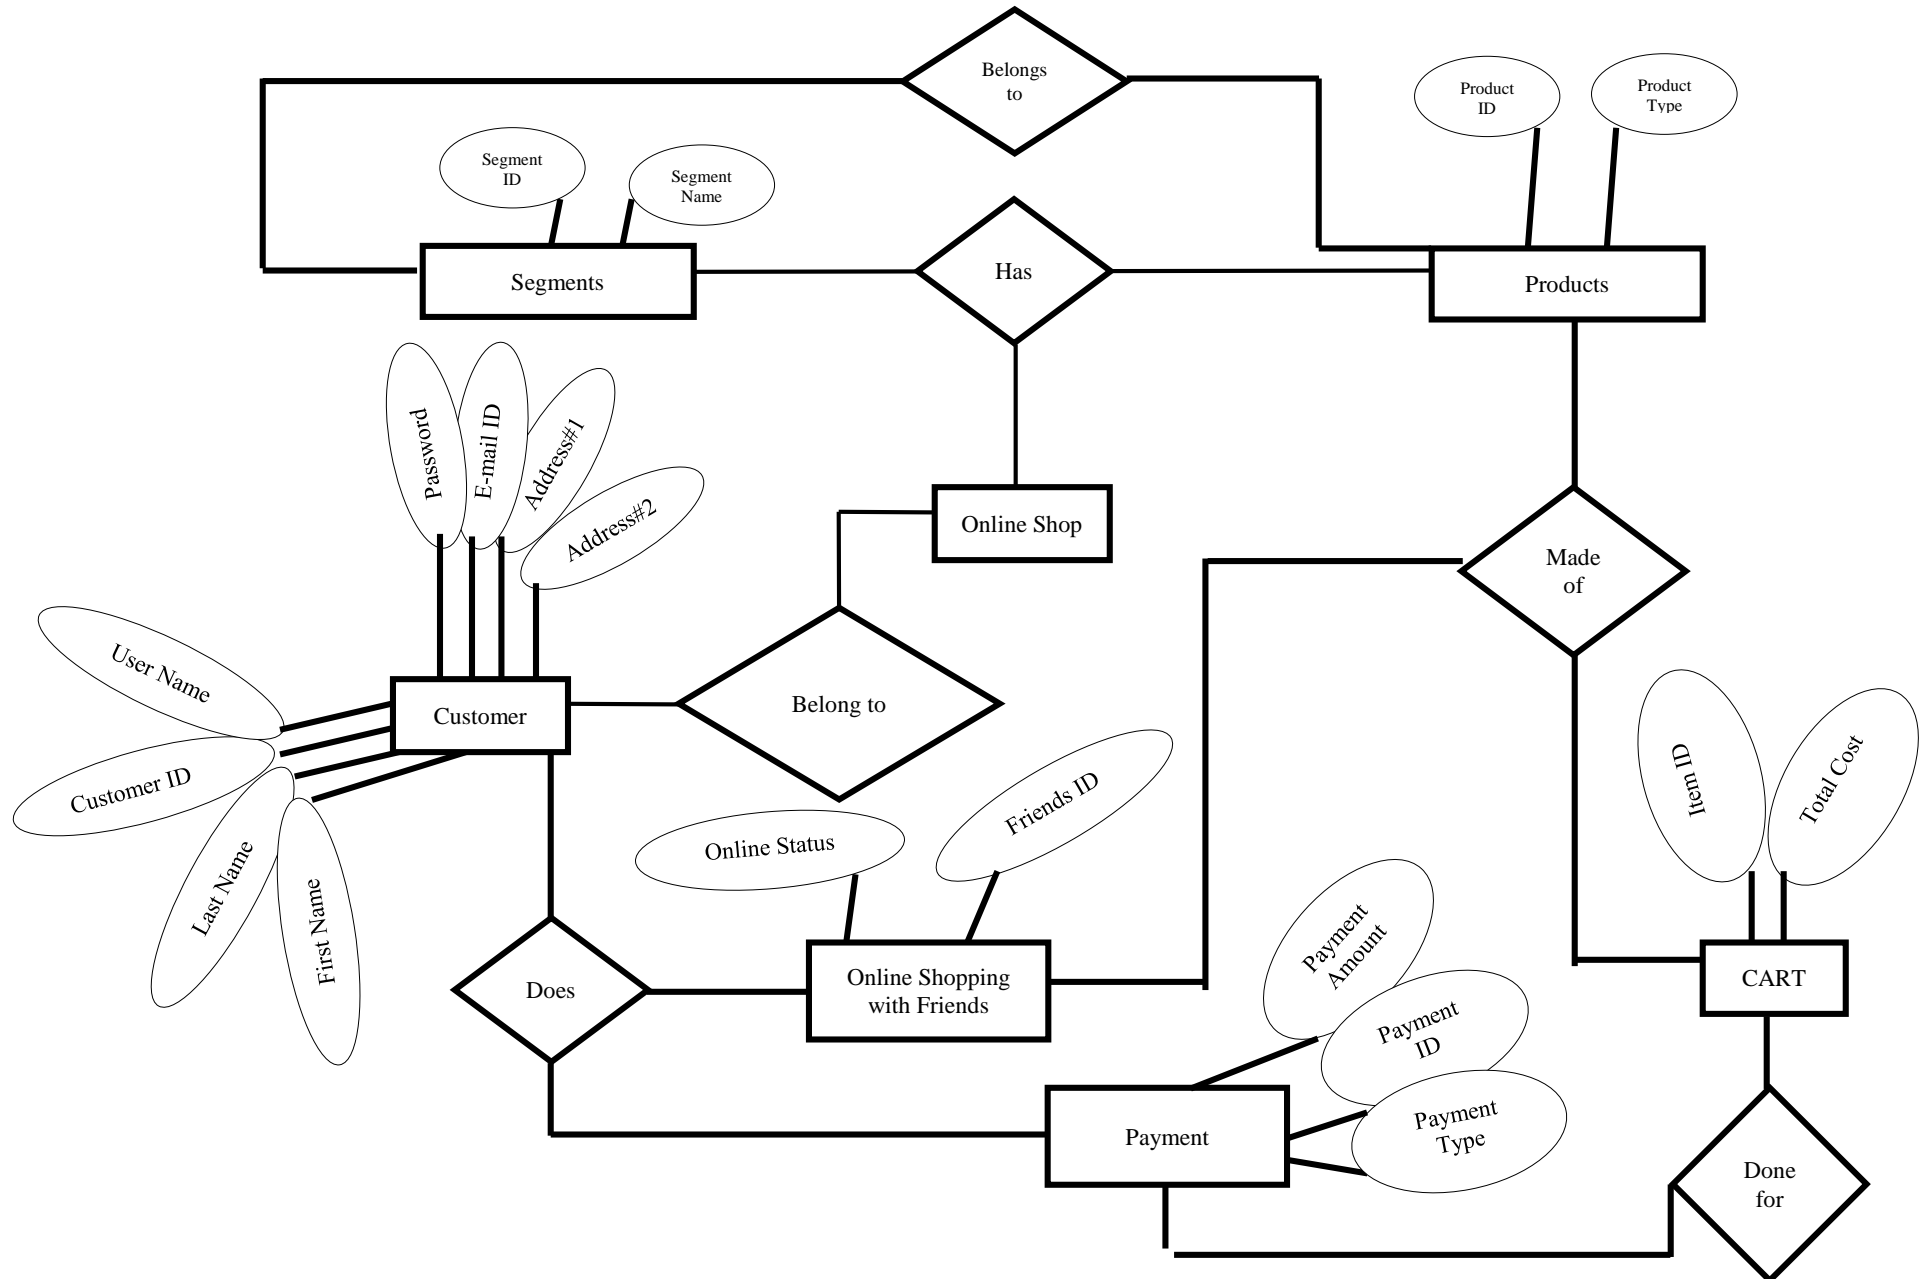 Belongs
to
Product
ID
Product
Type
Segment
ID
Segment
Name
Has
Segments
Products
Password
E-mail ID
Address#1
Address#2
Online Shop
Made
of
User Name
Customer
Belong to
Customer ID
Last Name
First Name
Online Status
Friends ID
Item ID
Total Cost
Does
Online Shopping
with Friends
Payment
Amount
Payment
ID
CART
Payment
Payment
Type
Done
for